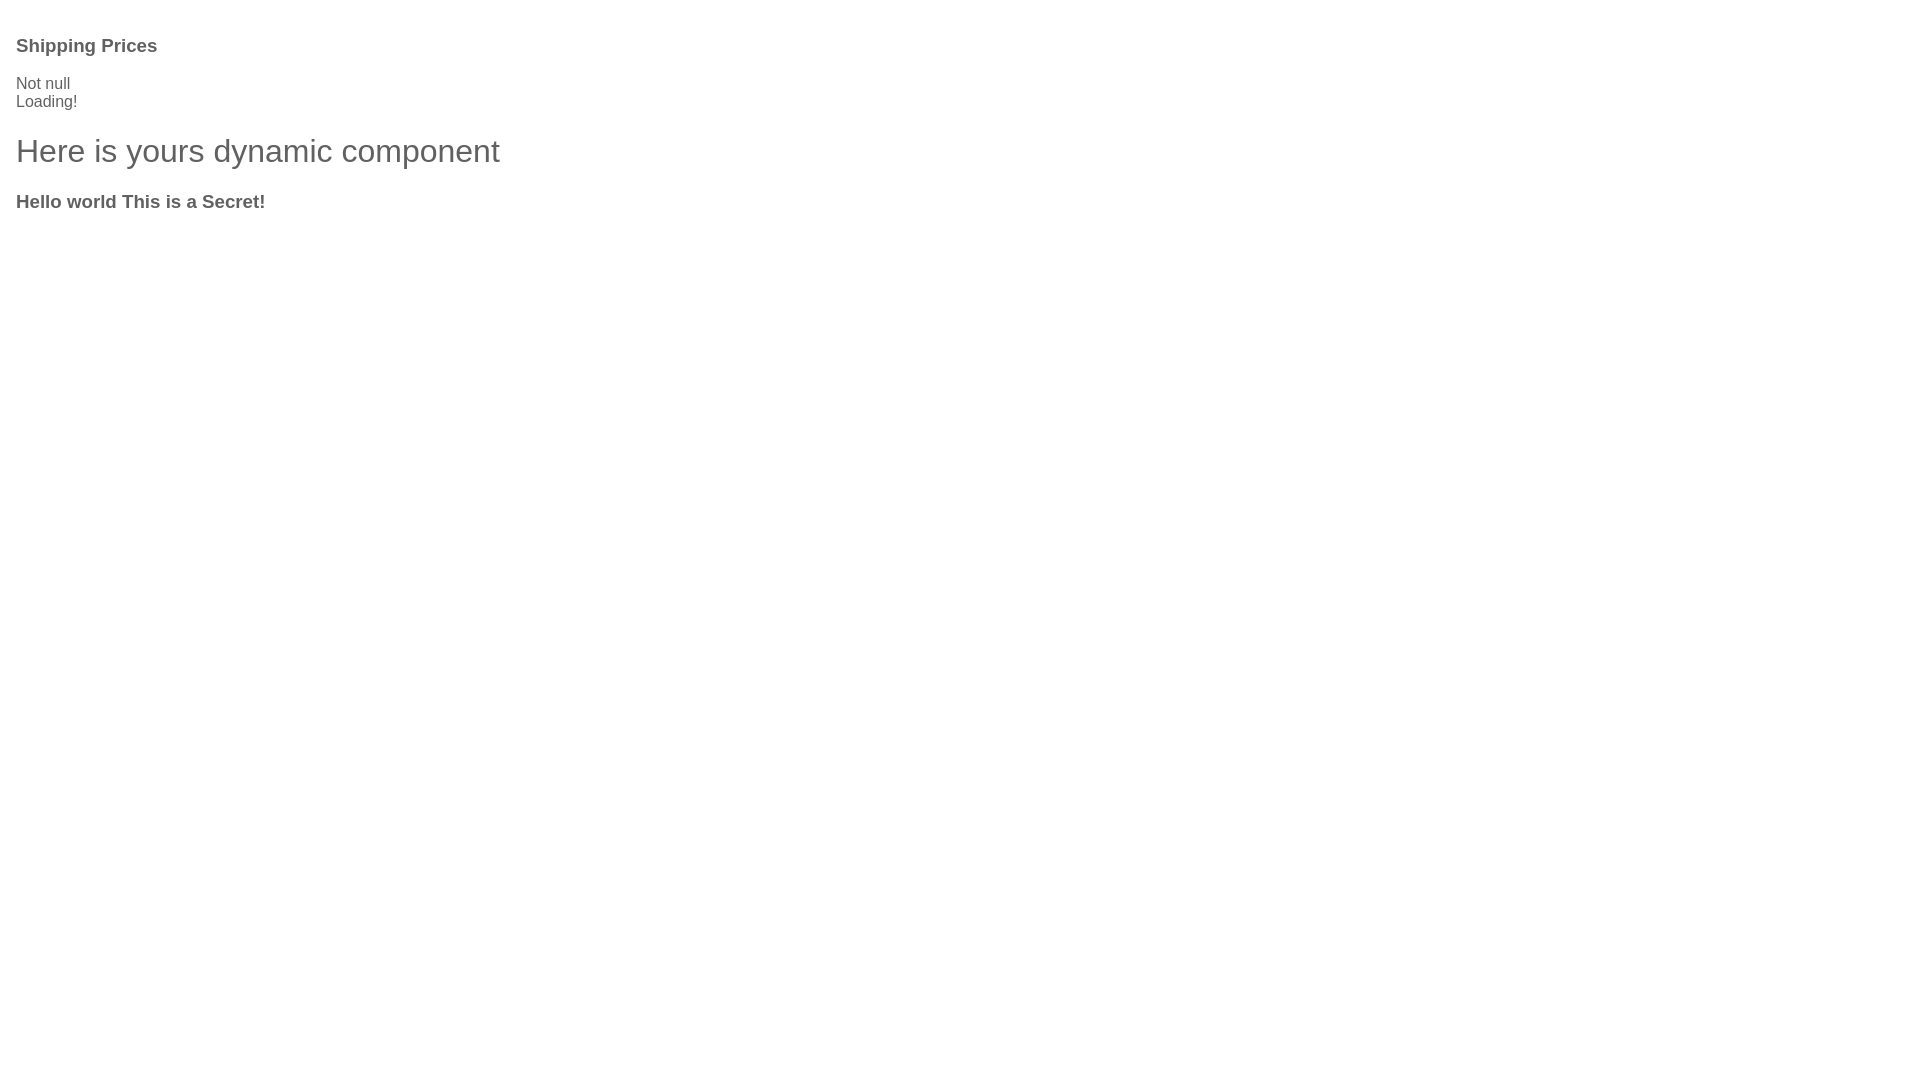 Shipping Prices
Not null
Loading!
Here is yours dynamic component
Hello world This is a Secret!